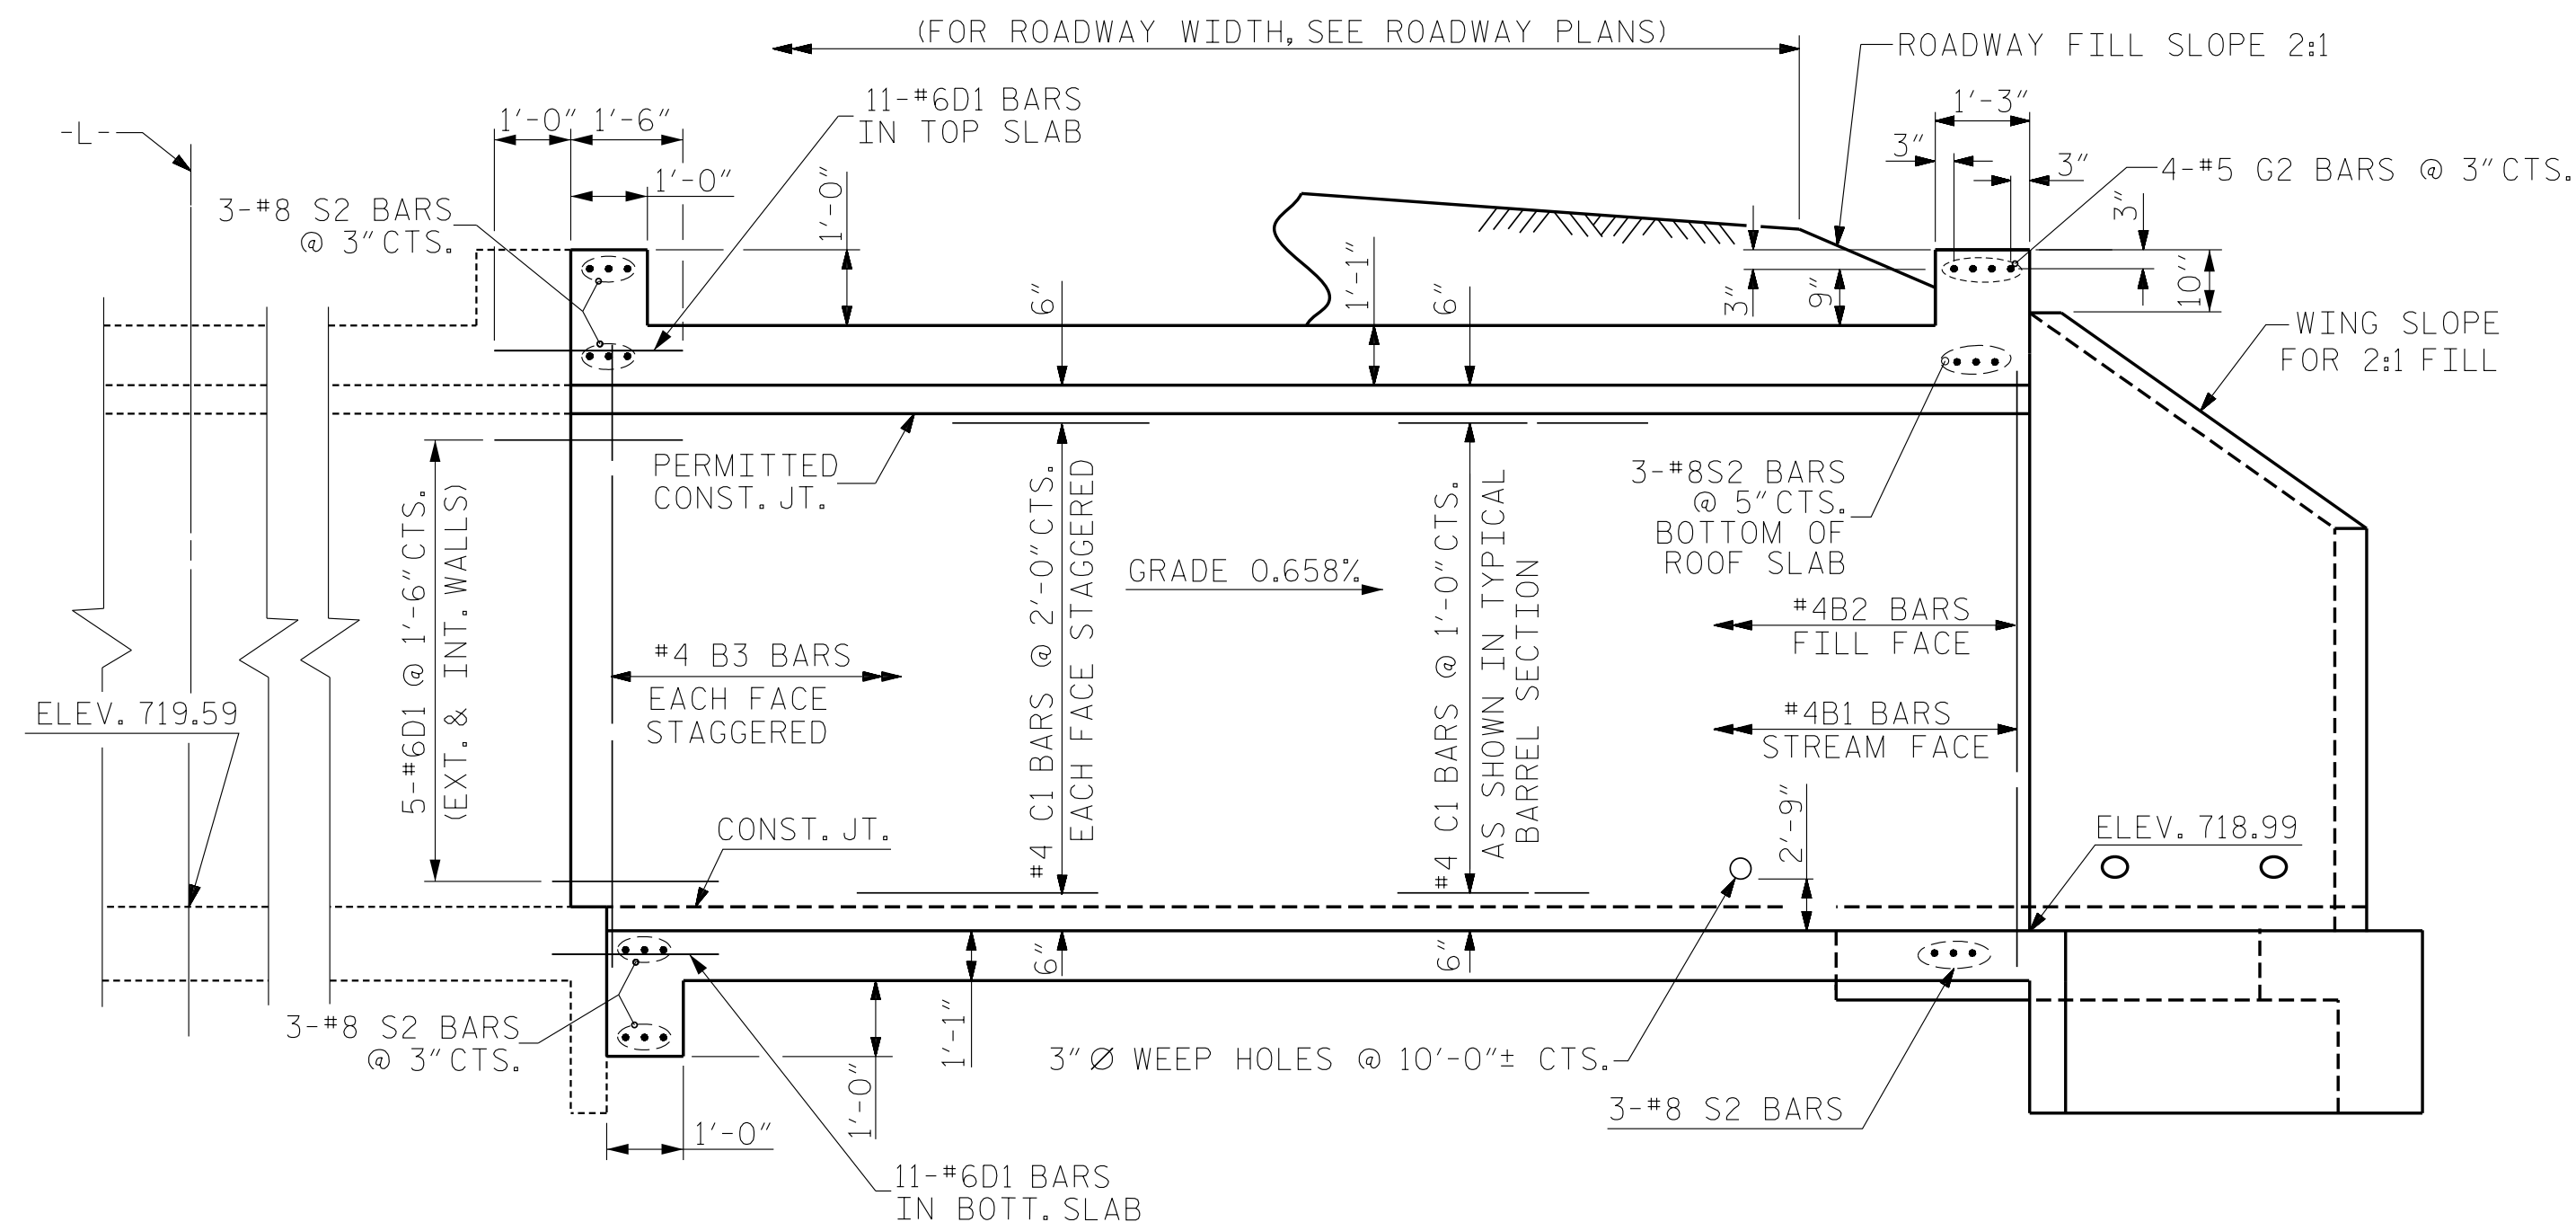 (FOR ROADWAY WIDTH, SEE ROADWAY PLANS)
ROADWAY FILL SLOPE 2:1
11-#6D1 BARS
IN TOP SLAB
1'-0"
1'-6"
1'-3"
-L-
3"
3"
4-#5 G2 BARS @ 3"CTS.
1'-0"
1'-0"
3-#8 S2 BARS
@ 3"CTS.
3"
10"
6"
1'-1"
6"
3"
9"
WING SLOPE
FOR 2:1 FILL
PERMITTED
CONST. JT.
3-#8S2 BARS
@ 5"CTS.
BOTTOM OF
ROOF SLAB
5-#6D1 @ 1'-6"CTS.
(EXT. & INT. WALLS)
#4 C1 BARS @ 2'-0"CTS.
EACH FACE STAGGERED
GRADE 0.658%
#4 C1 BARS @ 1'-0"CTS.
AS SHOWN IN TYPICAL
BARREL SECTION
#4B2 BARS
FILL FACE
#4 B3 BARS
EACH FACE
STAGGERED
#4B1 BARS
STREAM FACE
ELEV. 719.59
2'-9"
CONST. JT.
ELEV. 718.99
6"
6"
3-#8 S2 BARS
@ 3"CTS.
1'-1"
1'-0"
3"Ø WEEP HOLES @ 10'-0"± CTS.
3-#8 S2 BARS
1'-0"
11-#6D1 BARS
IN BOTT. SLAB